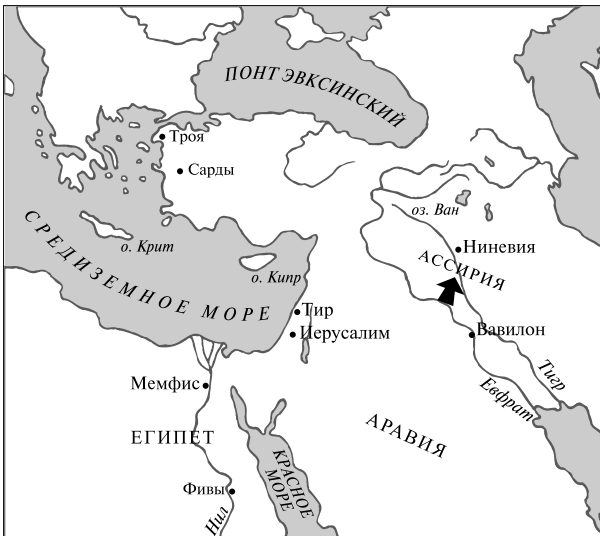 ПОНТ ЭВКСИНСКИЙ
Троя
Сарды
оз. Ван
о. Крит
Ниневия
АССИРИЯ
о. Кипр
СРЕДИЗЕМНОЕ МОРЕ
Тир
Иерусалим
Вавилон
Тигр
Евфрат
Мемфис
ЕГИПЕТ
АРАВИЯ
КРАСНОЕ
МОРЕ
Фивы
Нил